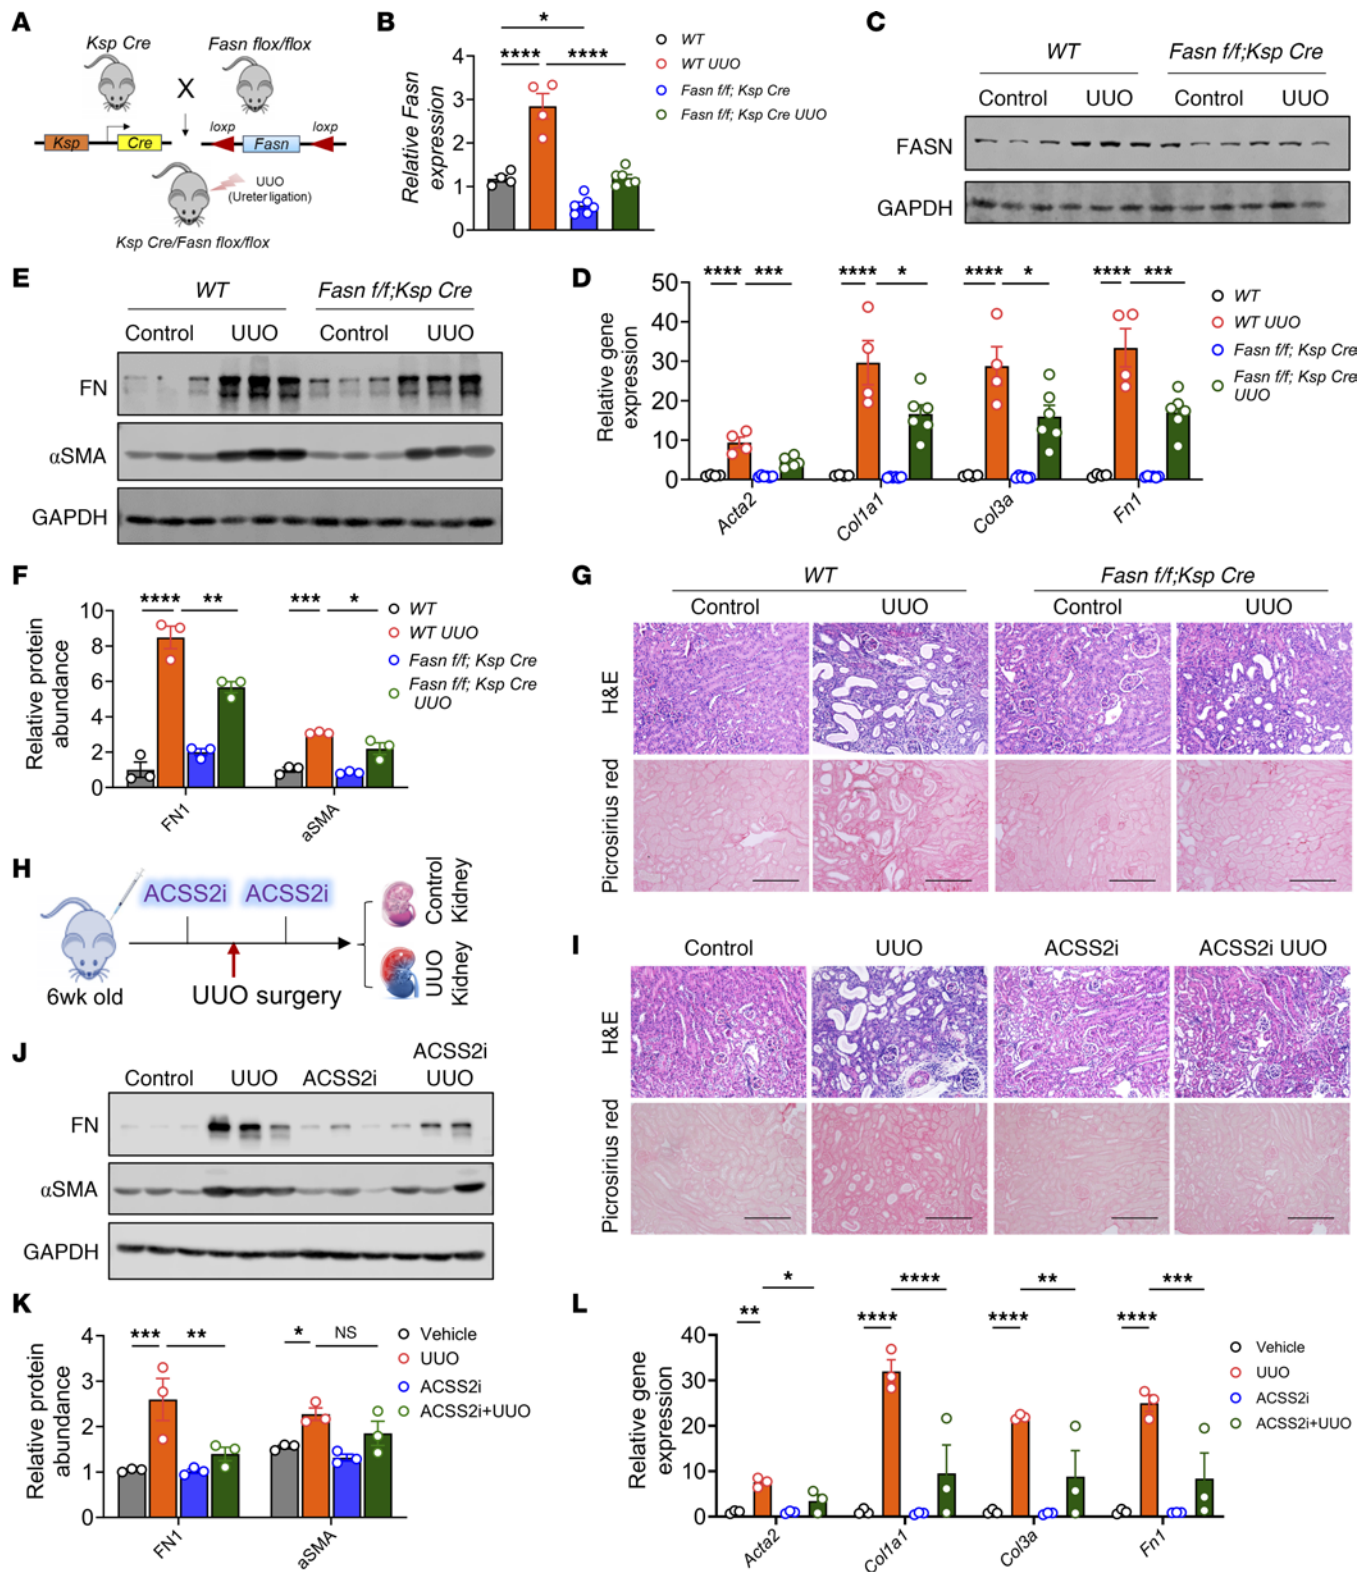 A
Ksp Cre
Fasn flox/flox
X
loxp
loxp
Ksp
Cre
Fasn
UUO
(Ureter ligation)
Ksp Cre/Fasn flox/flox
B
*
**** ****
Relative Fasn
expression
4
3
2
1
0
WT
WT UUO
Fasn f/f; Ksp Cre
Fasn f/f; Ksp Cre UUO
C
WT Fasn f/f;Ksp Cre
Control UUO Control UUO
FASN
GAPDH
E
WT Fasn f/f;Ksp Cre
Control UUO Control UUO
FN
αSMA
GAPDH
D
**** *** **** * **** * **** ***
Relative gene
expression
50
40
30
20
10
0
Acta2 Col1a1 Col3a Fn1
WT
WT UUO
Fasn f/f; Ksp Cre
Fasn f/f; Ksp Cre
UUO
F
**** ** *** *
Relative protein
abundance
10
8
6
4
2
0
FN1 aSMA
WT
WT UUO
Fasn f/f; Ksp Cre
Fasn f/f; Ksp Cre
UUO
G
WT Fasn f/f;Ksp Cre
Control UUO Control UUO
H&E
Picrosirius red
H
ACSS2i ACSS2i
6wk old
UUO surgery
Control
Kidney
UUO
Kidney
I
Control UUO ACSS2i ACSS2i UUO
H&E
Picrosirius red
J
Control UUO ACSS2i ACSS2i
UUO
FN
αSMA
GAPDH
K
*** ** * NS
Relative protein
abundance
4
3
2
1
0
FN1 aSMA
Vehicle
UUO
ACSS2i
ACSS2i+UUO
L
** * **** **** **** ** **** ***
Relative gene
expression
40
30
20
10
0
Acta2 Col1a1 Col3a Fn1
Vehicle
UUO
ACSS2i
ACSS2i+UUO